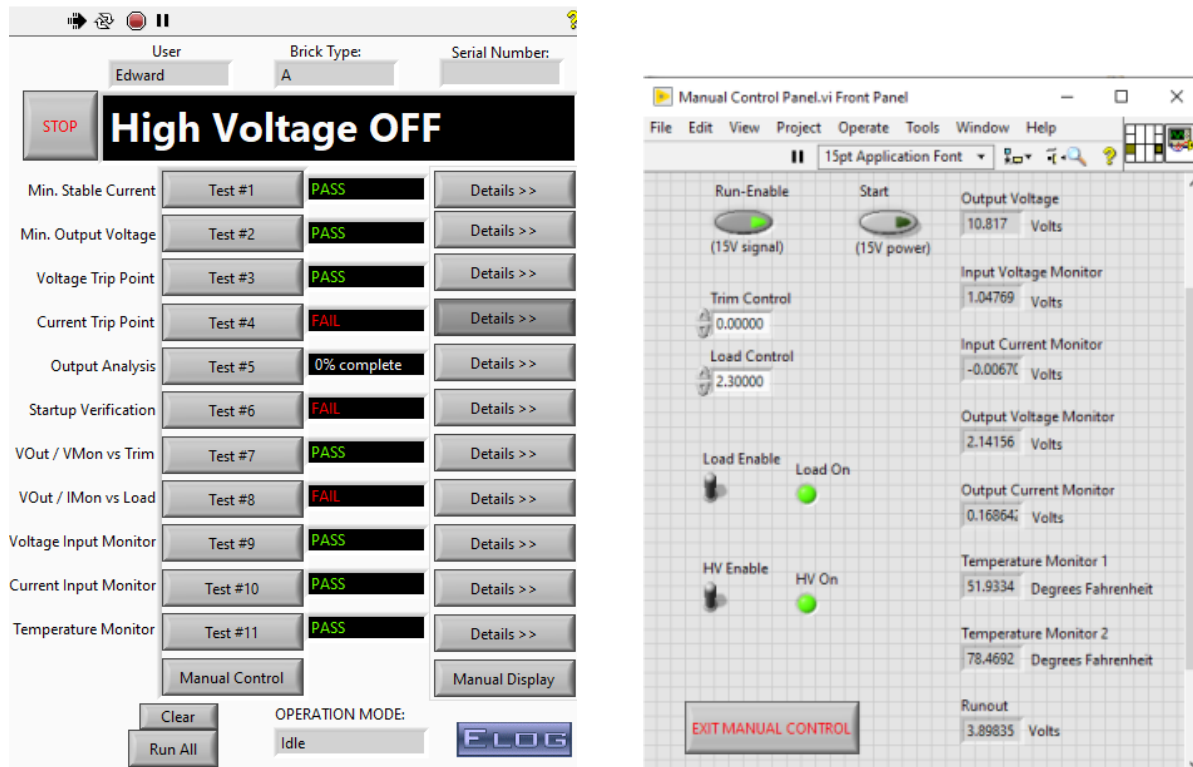 User Brick Type: Serial Number:
Edward A
STOP High Voltage OFF
Min. Stable Current Test #1 PASS Details >>
Min. Output Voltage Test #2 PASS Details >>
Voltage Trip Point Test #3 PASS Details >>
Current Trip Point Test #4 FAIL Details >>
Output Analysis Test #5 0% complete Details >>
Startup Verification Test #6 FAIL Details >>
VOut / VMon vs Trim Test #7 PASS Details >>
VOut / IMon vs Load Test #8 FAIL Details >>
Voltage Input Monitor Test #9 PASS Details >>
Current Input Monitor Test #10 PASS Details >>
Temperature Monitor Test #11 PASS Details >>
Manual Control Manual Display
Clear OPERATION MODE:
Run All Idle ELOG
Manual Control Panel.vi Front Panel
File Edit View Project Operate Tools Window Help
15pt Application Font
Run-Enable Start
(15V signal) (15V power)
Trim Control
0.00000
Load Control
2.30000
Load Enable Load On
HV Enable HV On
EXIT MANUAL CONTROL
Output Voltage
10.817 Volts
Input Voltage Monitor
1.04769 Volts
Input Current Monitor
-0.00670 Volts
Output Voltage Monitor
2.14156 Volts
Output Current Monitor
Volts
Temperature Monitor 1
51.9334 Degrees Fahrenheit
Temperature Monitor 2
78.4692 Degrees Fahrenheit
Runout
3.89835 Volts